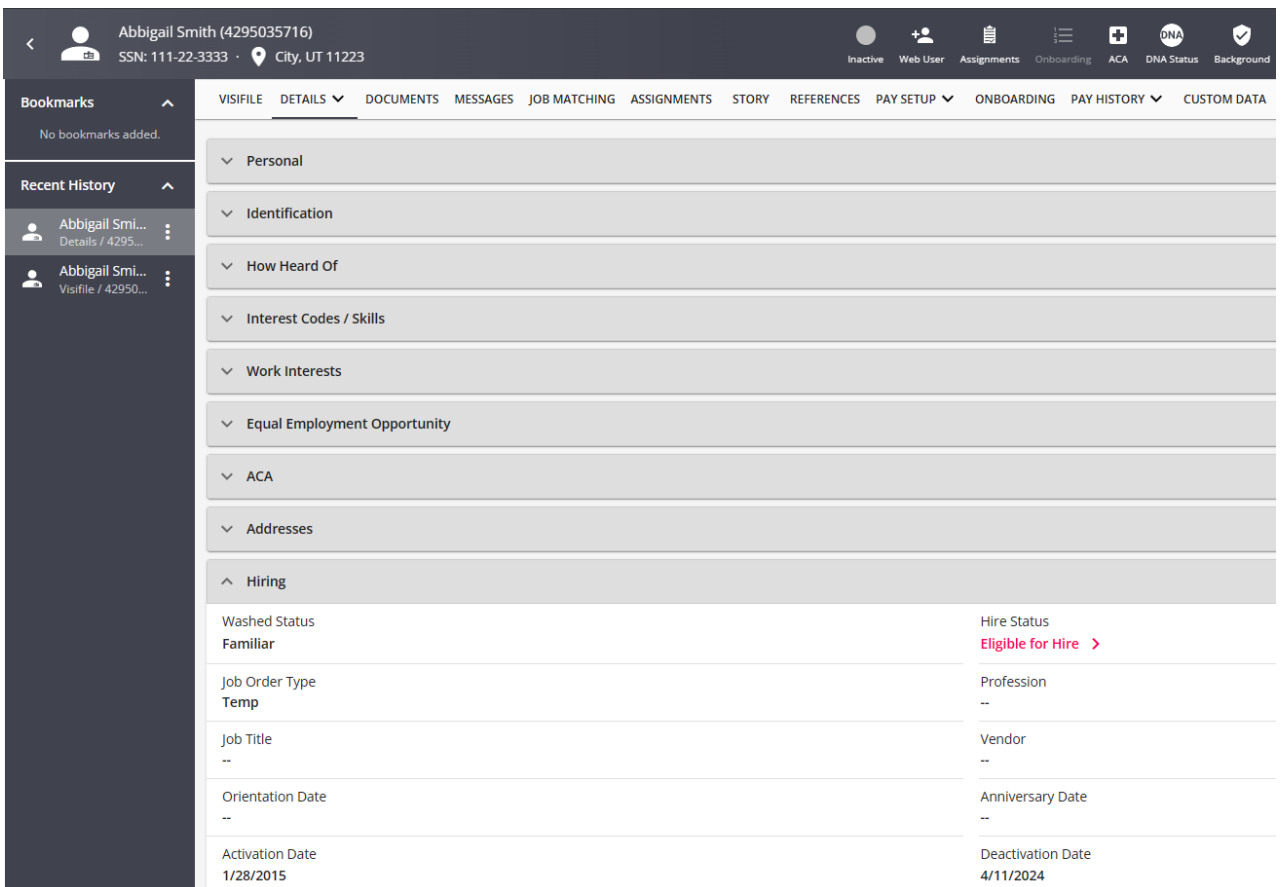 Abbigail Smith (4295035716)
SSN: 111-22-3333 · City, UT 11223
Inactive Web User Assignments Onboarding ACA DNA DNA Status Background
Bookmarks
No bookmarks added.
Recent History
Abbigail Smi...
Details / 4295...
Abbigail Smi...
Visifile / 42950...
VISIFILE DETAILS DOCUMENTS MESSAGES JOB MATCHING ASSIGNMENTS STORY REFERENCES PAY SETUP ONBOARDING PAY HISTORY CUSTOM DATA
Personal
Identification
How Heard Of
Interest Codes / Skills
Work Interests
Equal Employment Opportunity
ACA
Addresses
Hiring
Washed Status Hire Status
Familiar Eligible for Hire
Job Order Type Profession
Temp --
Job Title Vendor
-- --
Orientation Date Anniversary Date
-- --
Activation Date Deactivation Date
1/28/2015 4/11/2024